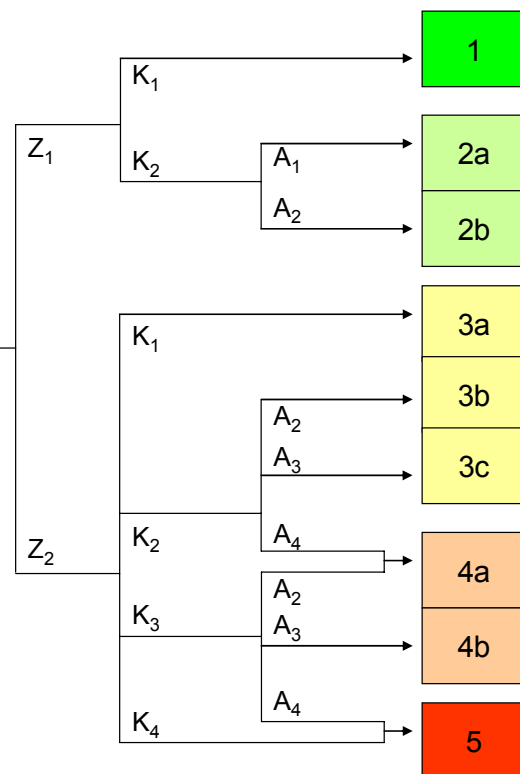 1
K₁
Z₁
K₂
A₁
2a
A₂
2b
K₁
3a
A₂
3b
A₃
3c
Z₂
K₂
A₄
4a
A₂
K₃
A₃
4b
A₄
K₄
5